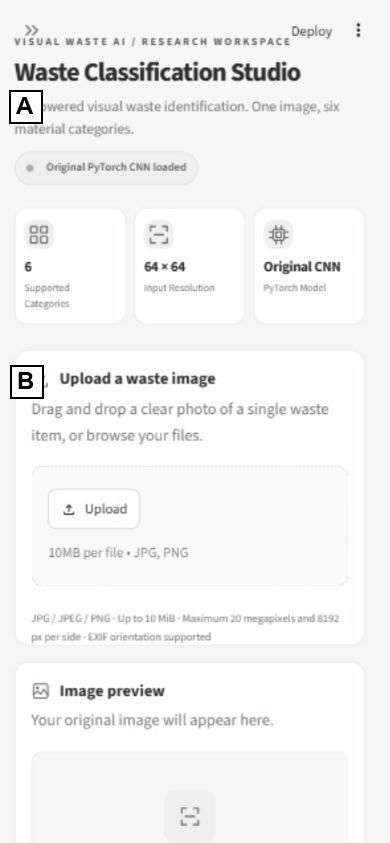 Deploy
VISUAL WASTE AI / RESEARCH WORKSPACE
Waste Classification Studio
A
owered visual waste identification. One image, six
material categories.
Original PyTorch CNN loaded
6
Supported
Categories
64 × 64
Input Resolution
Original CNN
PyTorch Model
B
Upload a waste image
Drag and drop a clear photo of a single waste
item, or browse your files.
Upload
10MB per file • JPG, PNG
JPG / JPEG / PNG · Up to 10 MiB · Maximum 20 megapixels and 8192
px per side · EXIF orientation supported
Image preview
Your original image will appear here.